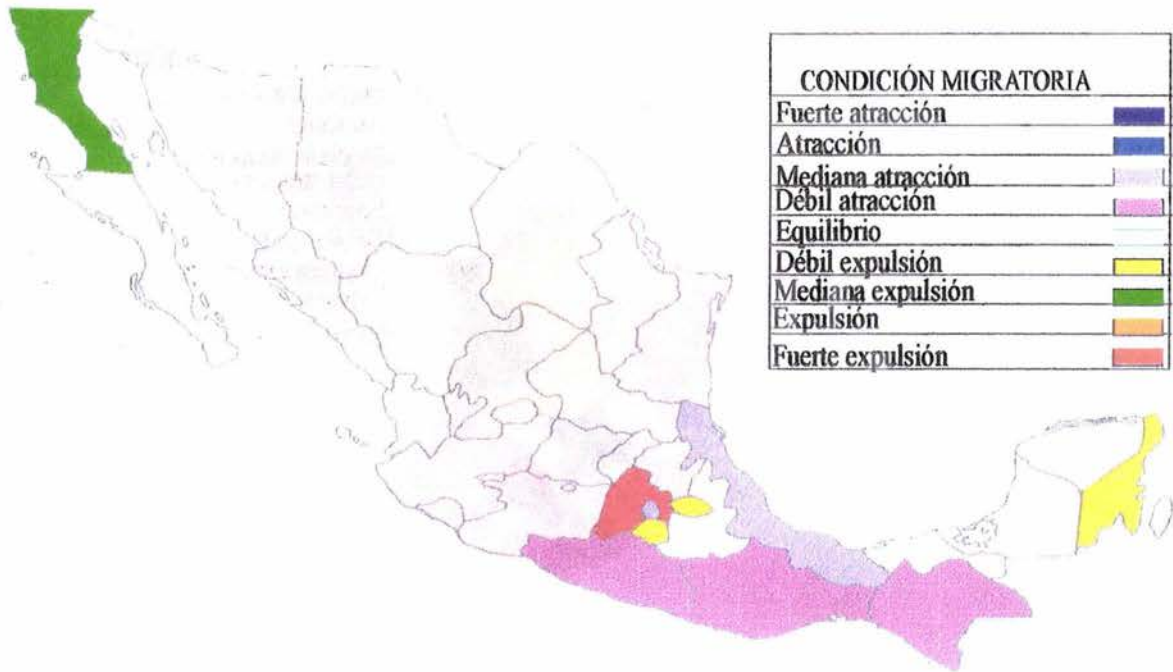 CONDICIÓN MIGRATORIA
Fuerte atracción
Atracción
Mediana atracción
Débil atracción
Equilibrio
Débil expulsión
Mediana expulsión
Expulsión
Fuerte expulsión